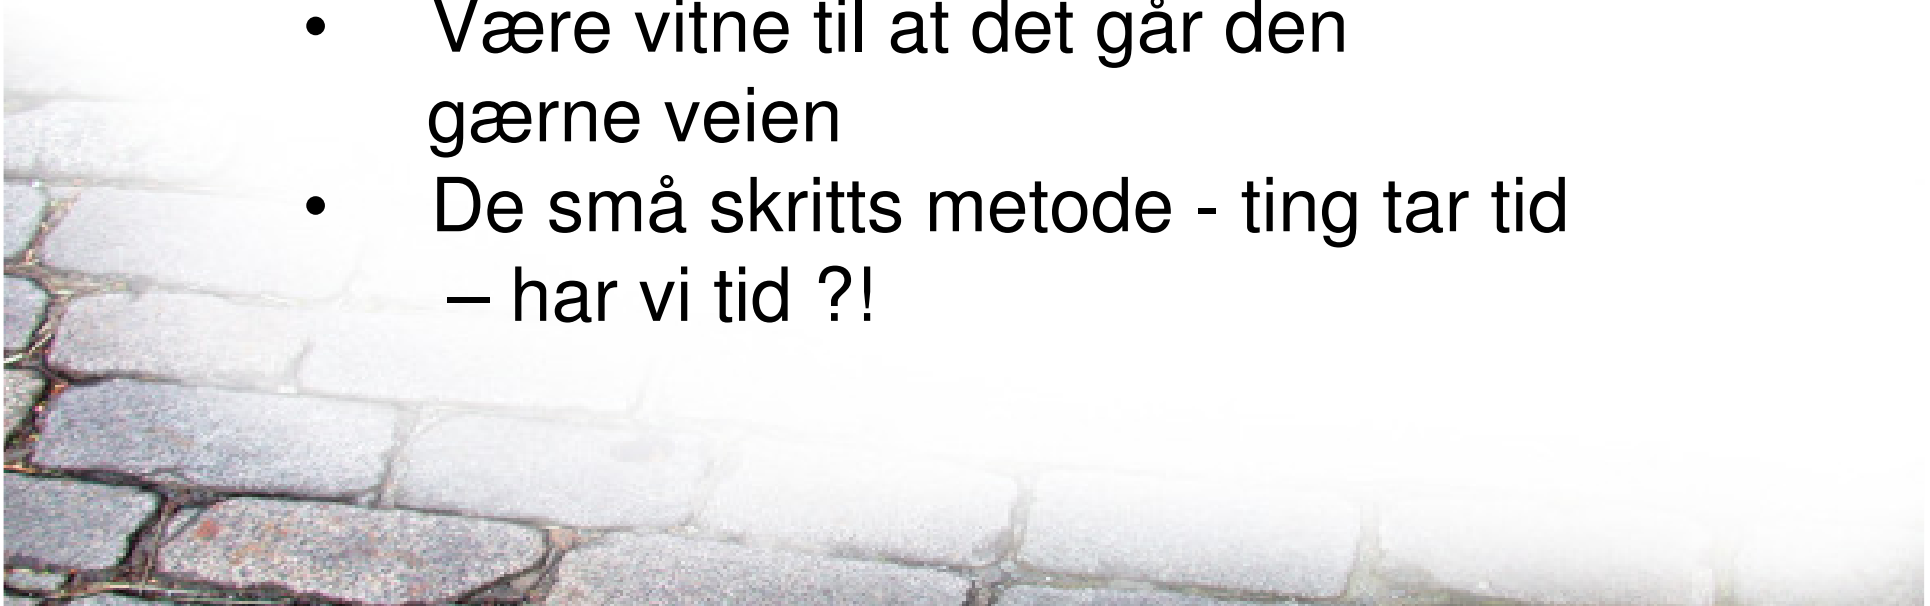 • Være vitne til at det går den
gærne veien
• De små skritts metode - ting tar tid
– har vi tid ?!